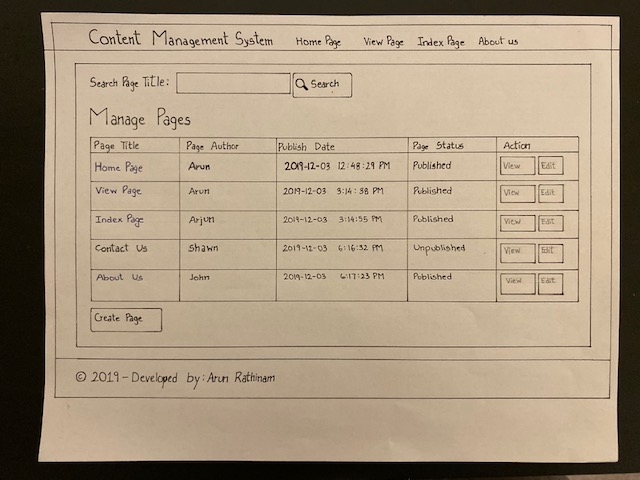 Content Management System Home Page View Page Index Page About us
Search Page Title: Search
Manage Pages
Page Title Page Author Publish Date Page Status Action
Home Page Arun 2019-12-03 12:48:29 PM Published View Edit
View Page Arun 2019-12-03 3:14:38 PM Published View Edit
Index Page Arjun 2019-12-03 3:14:55 PM Published View Edit
Contact Us Shawn 2019-12-03 6:16:32 PM Unpublished View Edit
About Us John 2019-12-03 6:17:23 PM Published View Edit
Create Page
© 2019 - Developed by: Arun Rathinam